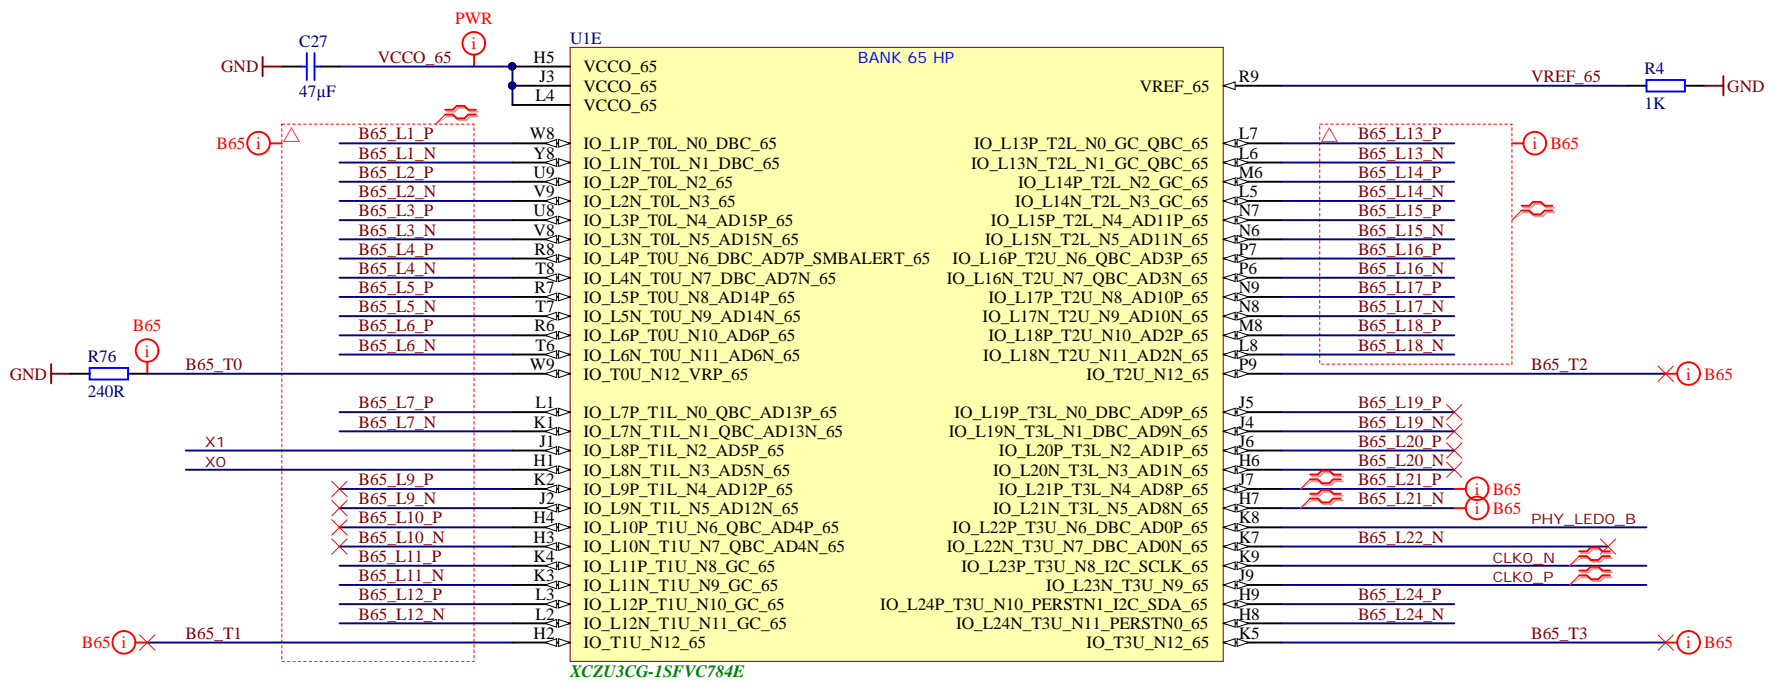 PWR
C27
U1E
BANK 65 HP
GND
VCCO_65
H5
VCCO_65
47µF
J3
VCCO_65
L4
VCCO_65
VREF_65
R9
VREF_65
R4
GND
1K
B65
B65_L1_P W8 IO_L1P_T0L_N0_DBC_65
B65_L1_N Y8 IO_L1N_T0L_N1_DBC_65
B65_L2_P U9 IO_L2P_T0L_N2_65
B65_L2_N V9 IO_L2N_T0L_N3_65
B65_L3_P U8 IO_L3P_T0L_N4_AD15P_65
B65_L3_N V8 IO_L3N_T0L_N5_AD15N_65
B65_L4_P R8 IO_L4P_T0U_N6_DBC_AD7P_SMBALERT_65
B65_L4_N T8 IO_L4N_T0U_N7_DBC_AD7N_65
B65_L5_P R7 IO_L5P_T0U_N8_AD14P_65
B65_L5_N T7 IO_L5N_T0U_N9_AD14N_65
B65_L6_P R6 IO_L6P_T0U_N10_AD6P_65
B65_L6_N T6 IO_L6N_T0U_N11_AD6N_65
B65
R76
GND
240R
B65_T0 W9 IO_T0U_N12_VRP_65
B65_L7_P L1 IO_L7P_T1L_N0_QBC_AD13P_65
B65_L7_N K1 IO_L7N_T1L_N1_QBC_AD13N_65
X1 J1 IO_L8P_T1L_N2_AD5P_65
X0 H1 IO_L8N_T1L_N3_AD5N_65
B65_L9_P K2 IO_L9P_T1L_N4_AD12P_65
B65_L9_N J2 IO_L9N_T1L_N5_AD12N_65
B65_L10_P H4 IO_L10P_T1U_N6_QBC_AD4P_65
B65_L10_N H3 IO_L10N_T1U_N7_QBC_AD4N_65
B65_L11_P K4 IO_L11P_T1U_N8_GC_65
B65_L11_N K3 IO_L11N_T1U_N9_GC_65
B65_L12_P L3 IO_L12P_T1U_N10_GC_65
B65_L12_N L2 IO_L12N_T1U_N11_GC_65
B65 B65_T1 H2 IO_T1U_N12_65
IO_L13P_T2L_N0_GC_QBC_65 L7 B65_L13_P B65
IO_L13N_T2L_N1_GC_QBC_65 L6 B65_L13_N
IO_L14P_T2L_N2_GC_65 M6 B65_L14_P
IO_L14N_T2L_N3_GC_65 L5 B65_L14_N
IO_L15P_T2L_N4_AD11P_65 N7 B65_L15_P
IO_L15N_T2L_N5_AD11N_65 N6 B65_L15_N
IO_L16P_T2U_N6_QBC_AD3P_65 P7 B65_L16_P
IO_L16N_T2U_N7_QBC_AD3N_65 P6 B65_L16_N
IO_L17P_T2U_N8_AD10P_65 N9 B65_L17_P
IO_L17N_T2U_N9_AD10N_65 N8 B65_L17_N
IO_L18P_T2U_N10_AD2P_65 M8 B65_L18_P
IO_L18N_T2U_N11_AD2N_65 L8 B65_L18_N
IO_T2U_N12_65 P9 B65_T2 B65
IO_L19P_T3L_N0_DBC_AD9P_65 J5 B65_L19_P
IO_L19N_T3L_N1_DBC_AD9N_65 J4 B65_L19_N
IO_L20P_T3L_N2_AD1P_65 J6 B65_L20_P
IO_L20N_T3L_N3_AD1N_65 H6 B65_L20_N
IO_L21P_T3L_N4_AD8P_65 J7 B65_L21_P B65
IO_L21N_T3L_N5_AD8N_65 H7 B65_L21_N B65
IO_L22P_T3U_N6_DBC_AD0P_65 K8 PHY_LED0_B
IO_L22N_T3U_N7_DBC_AD0N_65 K7 B65_L22_N
IO_L23P_T3U_N8_I2C_SCLK_65 K9 CLK0_N
IO_L23N_T3U_N9_65 J9 CLK0_P
IO_L24P_T3U_N10_PERSTN1_I2C_SDA_65 H9 B65_L24_P
IO_L24N_T3U_N11_PERSTN0_65 H8 B65_L24_N
IO_T3U_N12_65 K5 B65_T3 B65
XCZU3CG-1SFVC784E